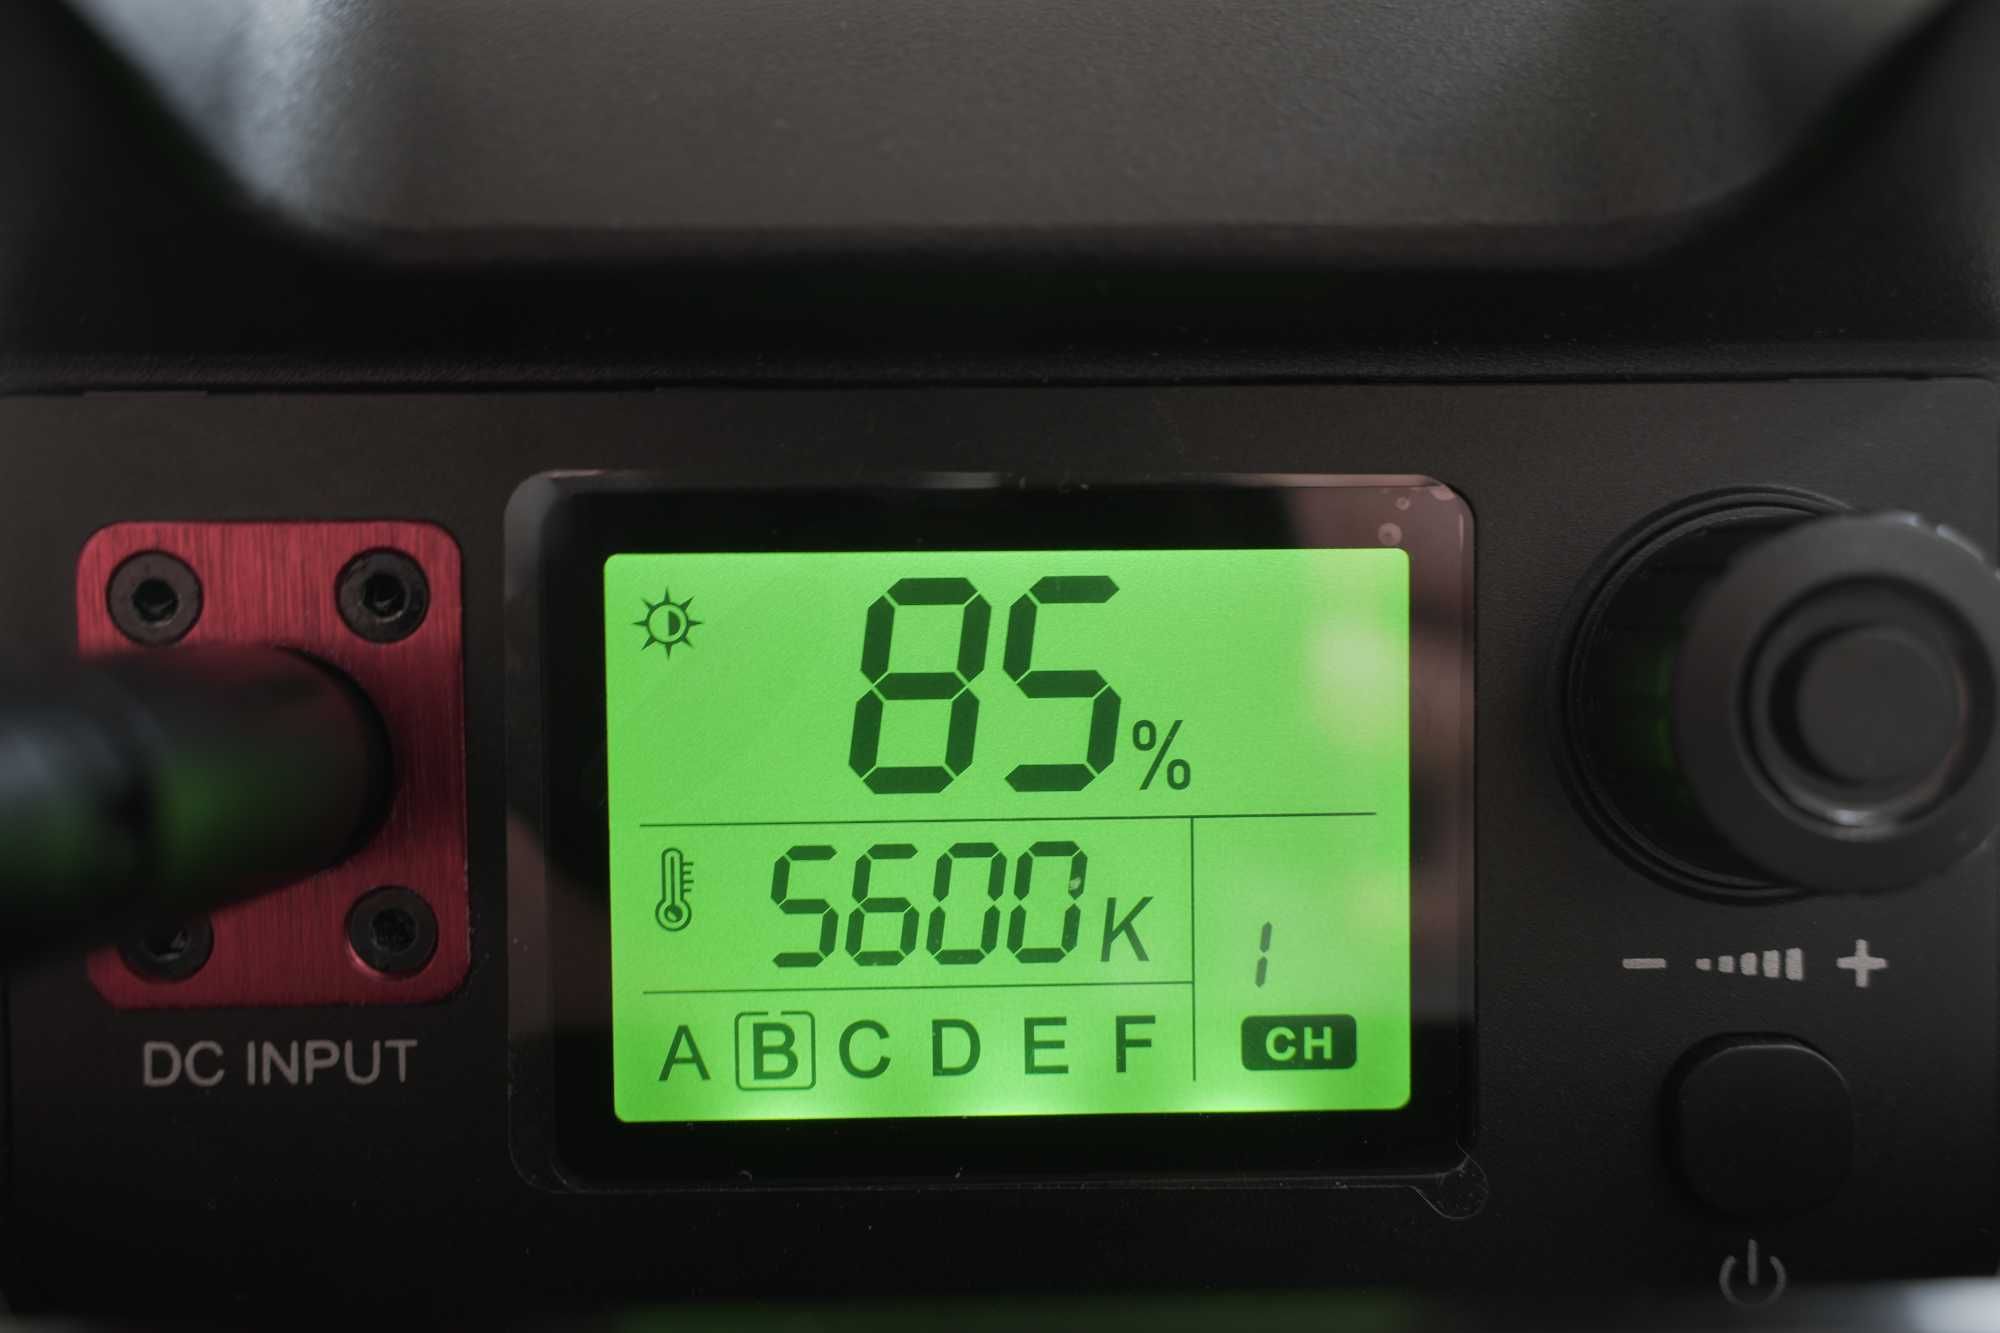 85%
5600K
1
A B C D E F
CH
DC INPUT
- +